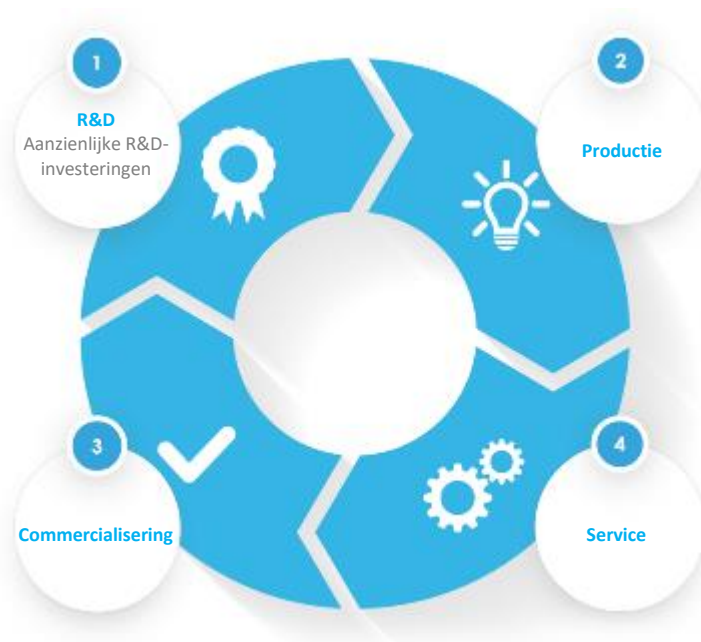 1
R&D
Aanzienlijke R&D-
investeringen
2
Productie
3
Commercialisering
4
Service